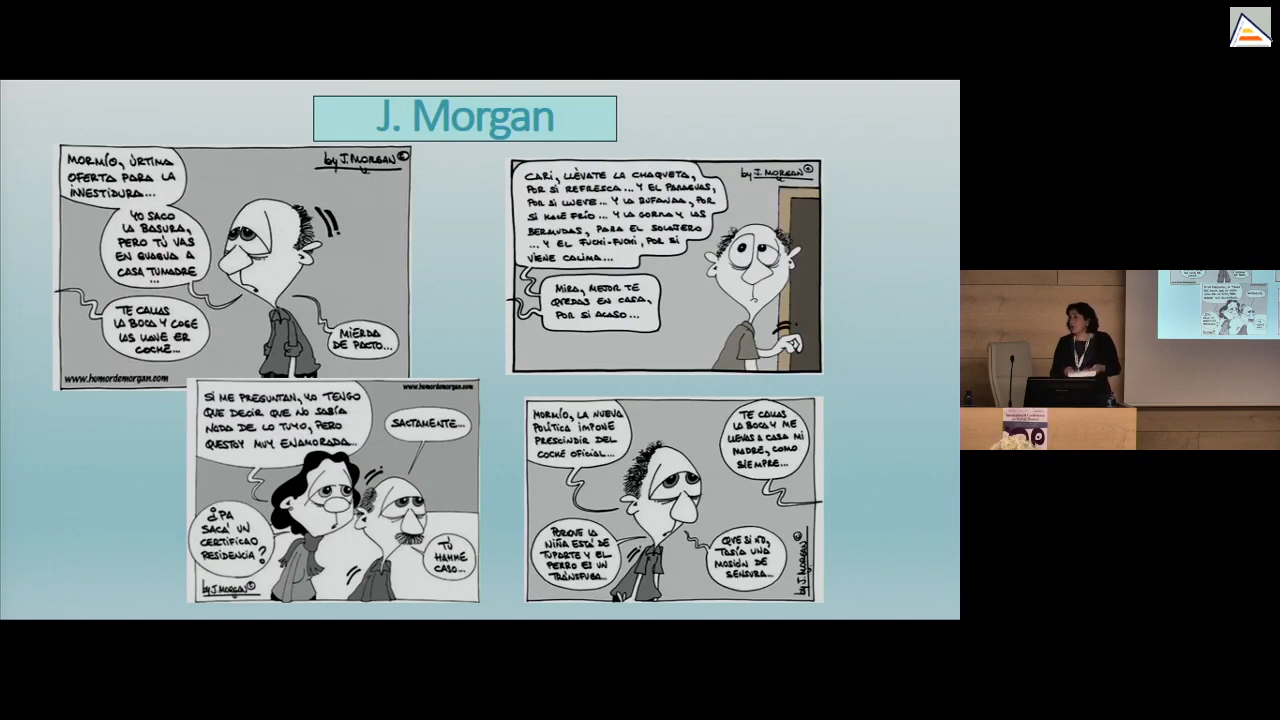 J. Morgan
MORMÍO, ÚRTIMA
OFERTA PARA LA
INVESTIDURA...
by J. MORGAN ©
YO SACO
LA BASURA,
PERO TÚ VAS
EN GUAGUA A
CASA TUMADRE
...
TE CALLAS
LA BOCA Y COGE
LAS LLAVE ER
COCHE...
MIERDA
DE PACTO...
www.humordemorgan.com
CARI, LLÉVATE LA CHAQUETA,
POR SI REFRESCA... Y EL PARAGUAS,
POR SI LLUEVE... Y LA BUFANDA, POR
SI HACE FRÍO... Y LA GORRA Y LAS
BERMUDAS, PARA EL SOLAJERO
... Y EL FUCHI-FUCHI, POR SI
VIENE CALIMA...
by J. MORGAN ©
MIRA, MEJOR TE
QUEDAS EN CASA,
POR SI ACASO...
SI ME PREGUNTAN, YO TENGO
QUE DECIR QUE NO SABÍA
NADA DE LO TUYO, PERO
QUESTOY MUY ENAMORADA...
www.humordemorgan.com
SACTAMENTE...
¿PA
SACÁ UN
CERTIFICAO
RESIDENCIA?
TÚ
HAMME
CASO...
by J. MORGAN ©
MORMÍO, LA NUEVA
POLÍTICA IMPONE
PRESCINDIR DEL
COCHE OFICIAL...
TE CALLAS
LA BOCA Y ME
LLEVAS A CASA MI
MADRE, COMO
SIEMPRE...
PORQUE LA
NIÑA ESTÁ DE
TUPARTE Y EL
PERRO ES UN
TRÁNSFUGA...
QUE SI NO,
TASÍA UNA
MOSIÓN DE
SENSURA...
by J. MORGAN ©